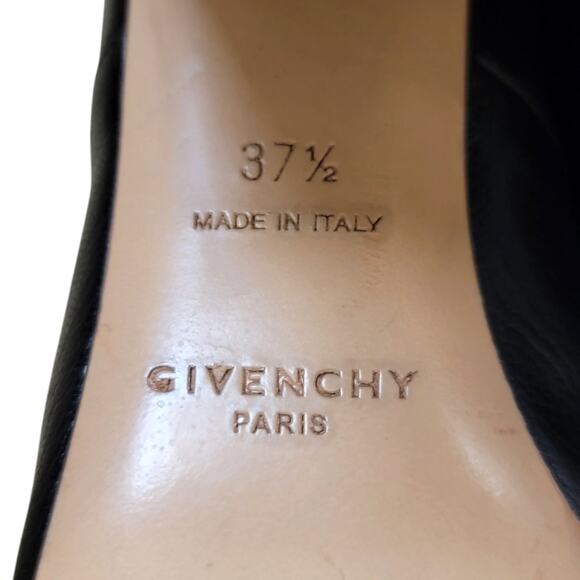 37½
MADE IN ITALY
GIVENCHY
PARIS